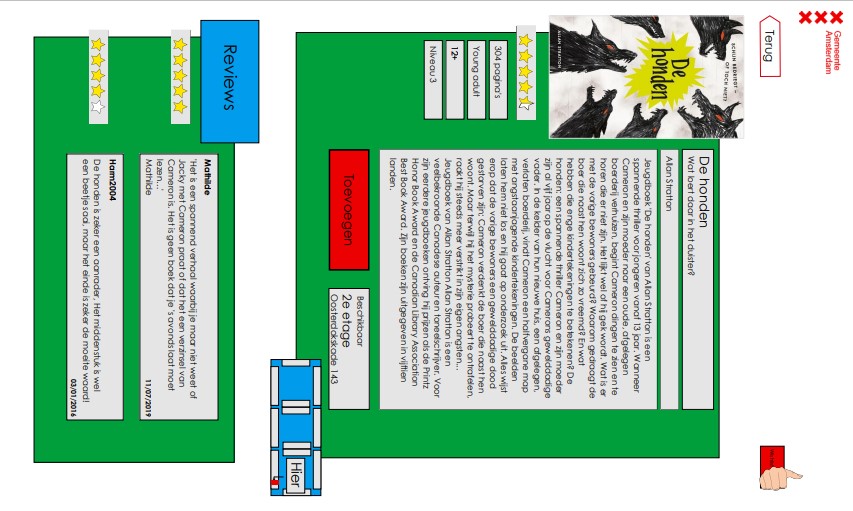 Gemeente
Amsterdam
Terug
SCHIJN BEDRIEGT –
OF TOCH NIET?
De
honden
ALLAN STRATTON
De honden
Wat loert daar in het duister?
Allan Stratton
Jeugdboek 'De honden' van Allan Stratton is een
spannende thriller voor jongeren vanaf 13 jaar. Wanneer
Cameron en zijn moeder naar een oude, afgelegen
boerderij verhuizen, begint Cameron dingen te zien en te
horen die er niet zijn. Het lijkt wel of hij gek wordt. Wat is er
met de vorige bewoners gebeurd? Waarom gedraagt de
boer die naast hen woont zich zo vreemd? En wat
hebben die enge kindertekeningen te betekenen? De
honden: een spannende thriller Cameron en zijn moeder
zijn al vijf jaar op de vlucht voor Camerons gewelddadige
vader. In de kelder van hun nieuwe huis, een afgelegen,
verlaten boerderij, vindt Cameron een halfvergane map
met angstaanjagende kindertekeningen. De beelden
laten hem niet los en hij gaat op onderzoek uit. Alles wijst
erop dat de vorige bewoners een gewelddadige dood
gestorven zijn; Cameron verdenkt de boer die naast hen
woont. Maar terwijl hij het mysterie probeert te ontrafelen,
raakt hij steeds meer verstrikt in zijn eigen angsten...
Jeugdboek van Allan Stratton Allan Stratton is een
veelbekroonde Canadese auteur en toneelschrijver. Voor
zijn eerdere jeugdboeken ontving hij prijzen als de Printz
Honor Book Award en de Canadian Library Association
Best Book Award. Zijn boeken zijn uitgegeven in vijftien
landen.
304 pagina's
Young adult
12+
Niveau 3
Toevoegen
Beschikbaar
2e etage
Oosterdokskade 143
Hier
Reviews
Mathilde
'Het is een spannend verhaal waarbij je maar niet weet of
Jacky met Cameron praat of dat het een verzinsel van
Cameron is. Het is geen boek dat je 's avonds laat moet
lezen...'
Mathilde
11/07/2019
Harm2004
De honden is zeker een aanrader, Het middenstuk is wel
een beetje saai, maar het einde is zeker de moeite waard!
03/01/2016